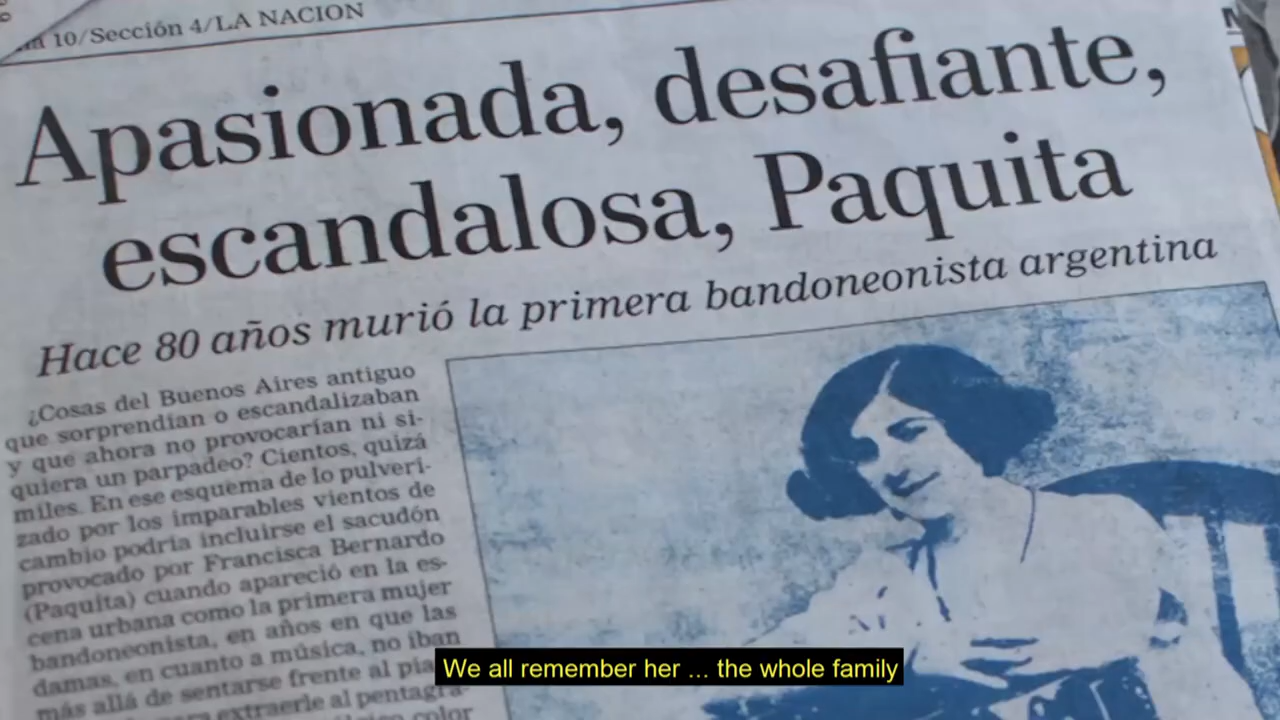 10/Sección 4/LA NACION
Apasionada, desafiante,
escandalosa, Paquita
Hace 80 años murió la primera bandoneonista argentina
¿Cosas del Buenos Aires antiguo
que sorprendían o escandalizaban
y que ahora no provocarían ni si-
quiera un parpadeo? Cientos, quizá
miles. En ese esquema de lo pulveri-
zado por los imparables vientos de
cambio podría incluirse el sacudón
provocado por Francisca Bernardo
(Paquita) cuando apareció en la es-
cena urbana como la primera mujer
bandoneonista, en años en que las
damas, en cuanto a música, no iban
más allá de sentarse frente al
extraerle al pentagra-
color
We all remember her ... the whole family